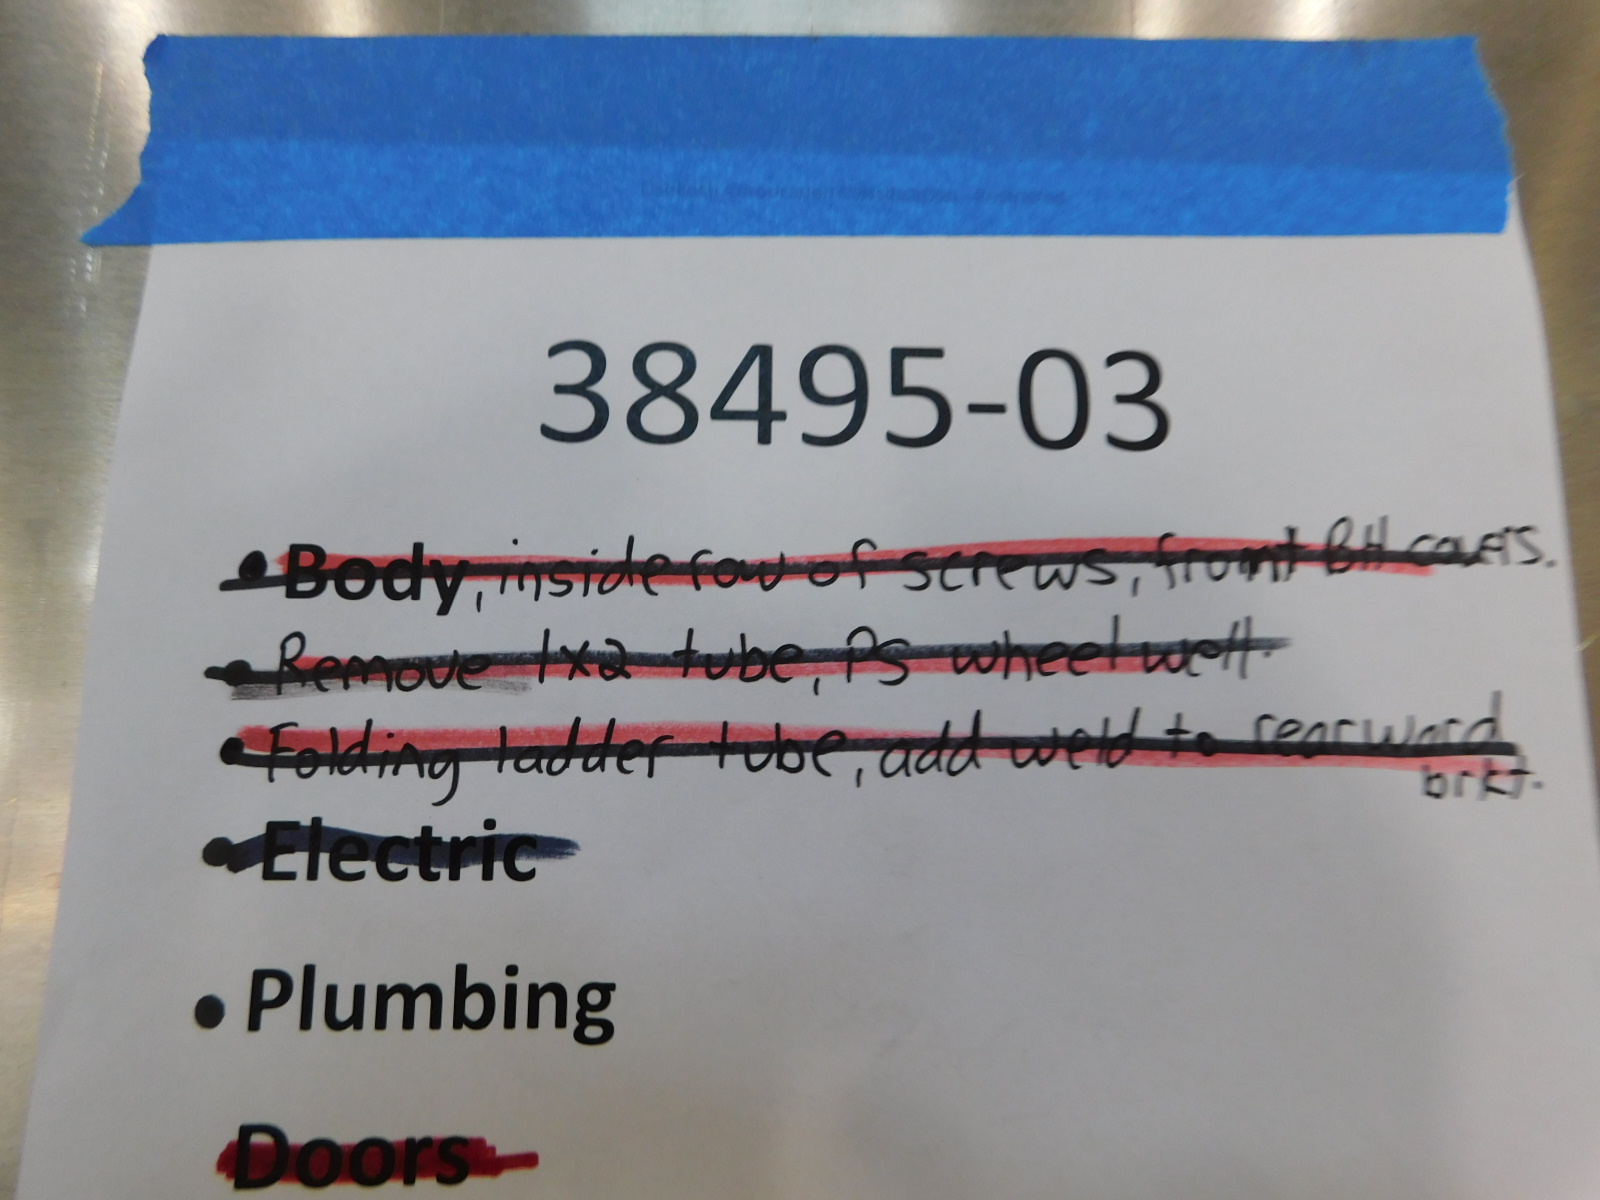 38495-03
• Body, inside row of screws, front BH covers.
• Remove 1x2 tube, PS wheel well.
• Folding ladder tube, add weld to rearward
brkt.
• Electric
• Plumbing
Doors